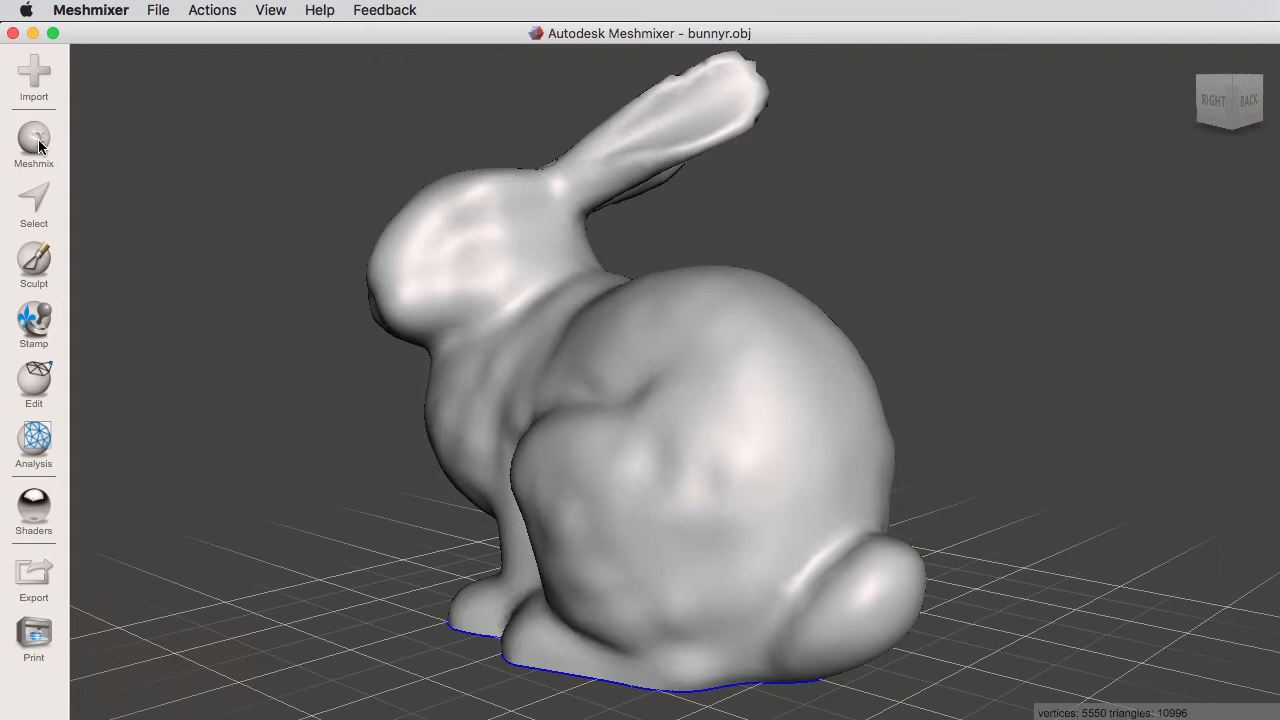 Meshmixer File Actions View Help Feedback
Autodesk Meshmixer - bunnyr.obj
Import
Meshmix
Select
Sculpt
Stamp
Edit
Analysis
Shaders
Export
Print
RIGHT BACK
vertices: 5550 triangles: 10996